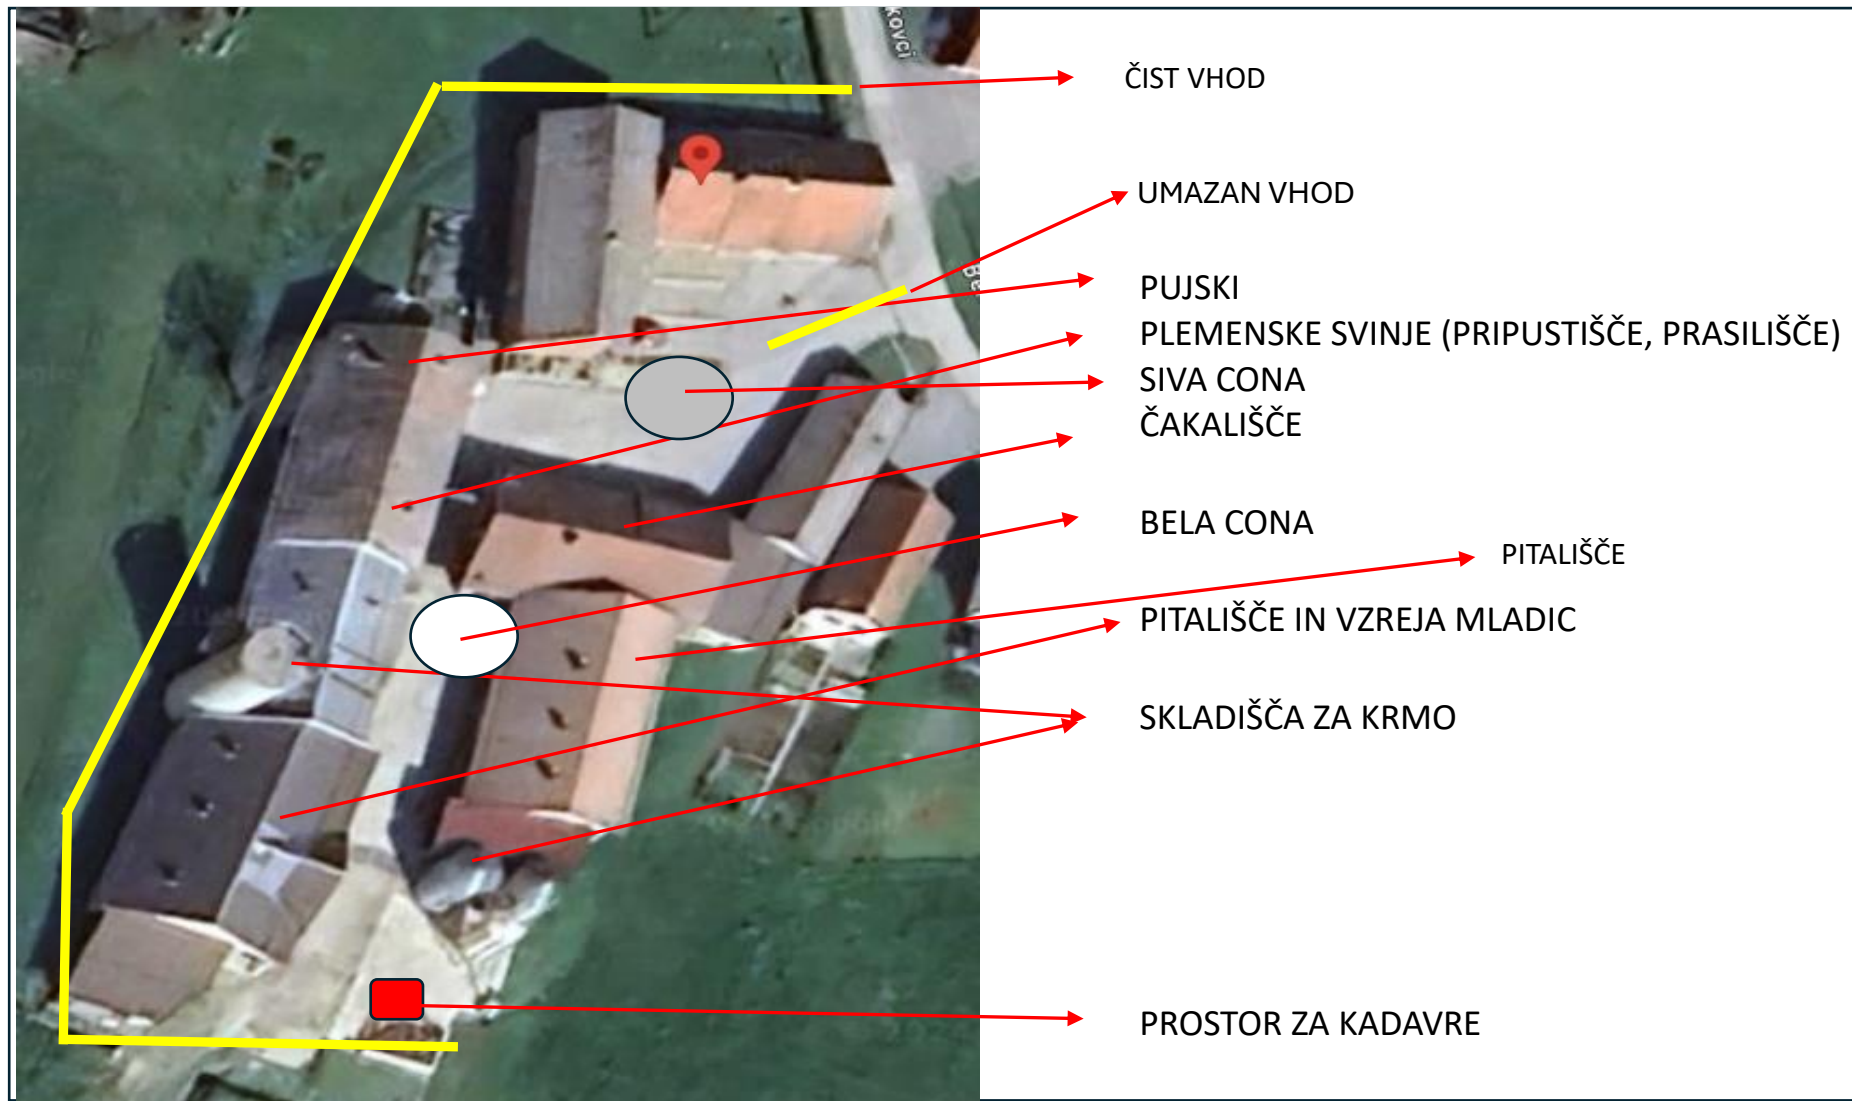 kovci
ČIST VHOD
UMAZAN VHOD
PUJSKI
PLEMENSKE SVINJE (PRIPUSTIŠČE, PRASILIŠČE)
SIVA CONA
ČAKALIŠČE
BELA CONA
PITALIŠČE
PITALIŠČE IN VZREJA MLADIC
SKLADIŠČA ZA KRMO
PROSTOR ZA KADAVRE